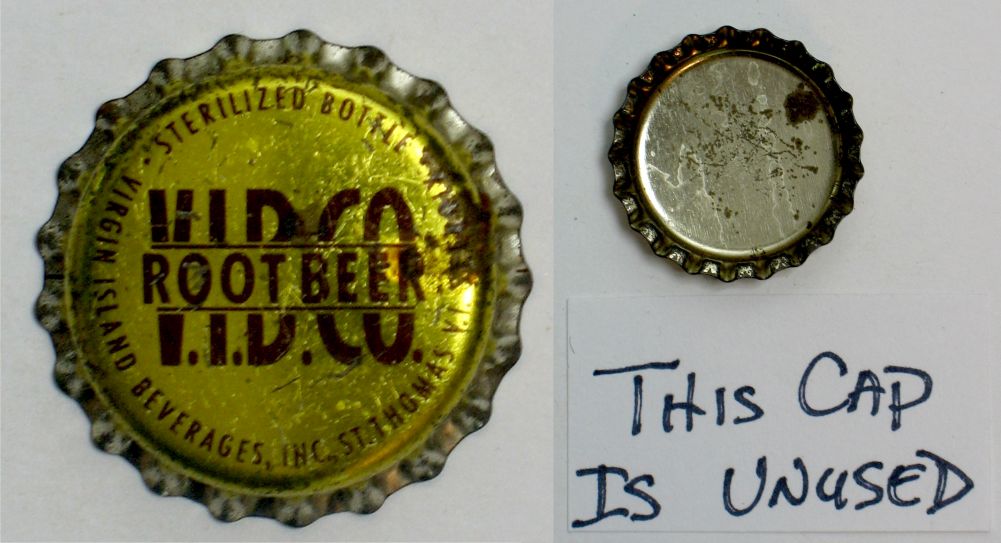 • STERILIZED BOTTLE
VIRGIN ISLAND BEVERAGES, INC. ST. THOMAS V.I.
V.I.B.CO.
ROOT BEER
V.I.B.CO.
THIS CAP
IS UNUSED